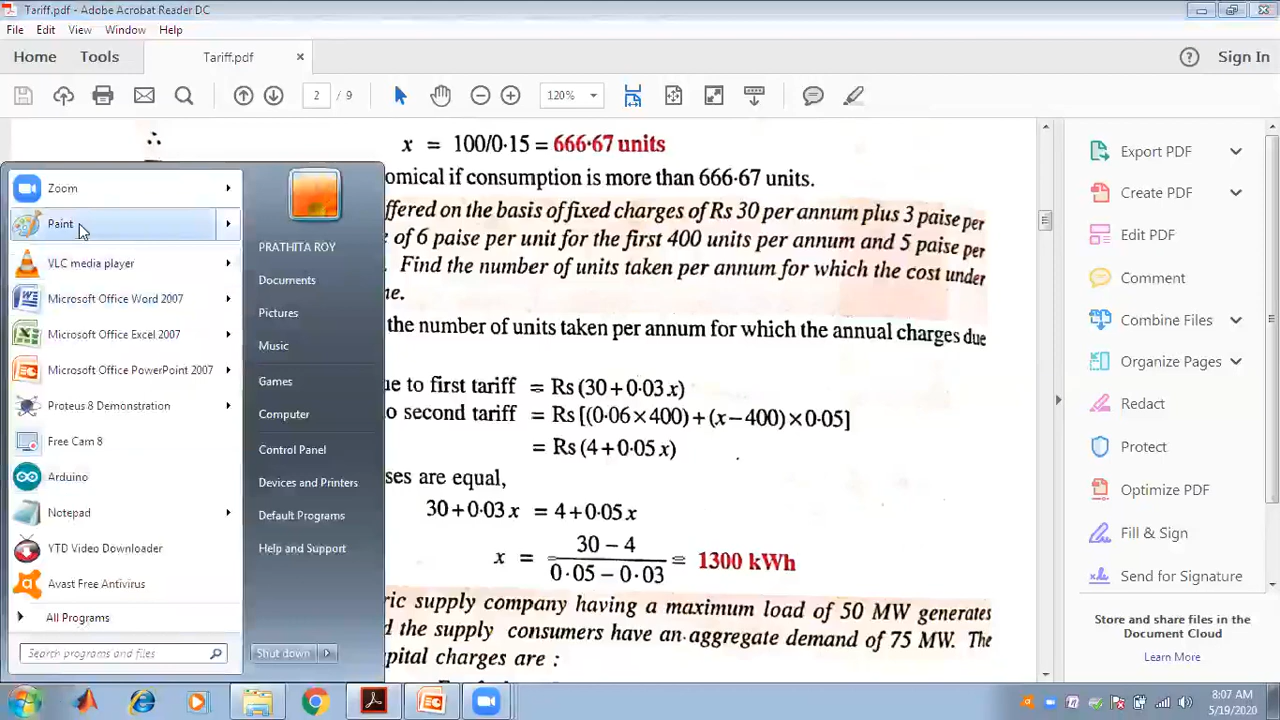 Tariff.pdf - Adobe Acrobat Reader DC
File Edit View Window Help
Home Tools Tariff.pdf × Sign In
2 / 9 120%
∴ x = 100/0·15 = 666·67 units
omical if consumption is more than 666·67 units.
ffered on the basis of fixed charges of Rs 30 per annum plus 3 paise per
of 6 paise per unit for the first 400 units per annum and 5 paise per
Find the number of units taken per annum for which the cost under
ne.
the number of units taken per annum for which the annual charges due
ue to first tariff = Rs (30 + 0·03 x)
o second tariff = Rs [(0·06 × 400) + (x – 400) × 0·05]
= Rs (4 + 0·05 x)
ses are equal,
30 + 0·03 x = 4 + 0·05 x
x = 30 – 4 / 0·05 – 0·03 = 1300 kWh
ric supply company having a maximum load of 50 MW generates
d the supply consumers have an aggregate demand of 75 MW. The
pital charges are :
Zoom
Paint
VLC media player
Microsoft Office Word 2007
Microsoft Office Excel 2007
Microsoft Office PowerPoint 2007
Proteus 8 Demonstration
Free Cam 8
Arduino
Notepad
YTD Video Downloader
Avast Free Antivirus
All Programs
Search programs and files
PRATHITA ROY
Documents
Pictures
Music
Games
Computer
Control Panel
Devices and Printers
Default Programs
Help and Support
Shut down
Export PDF
Create PDF
Edit PDF
Comment
Combine Files
Organize Pages
Redact
Protect
Optimize PDF
Fill & Sign
Send for Signature
Store and share files in the
Document Cloud
Learn More
8:07 AM
5/19/2020